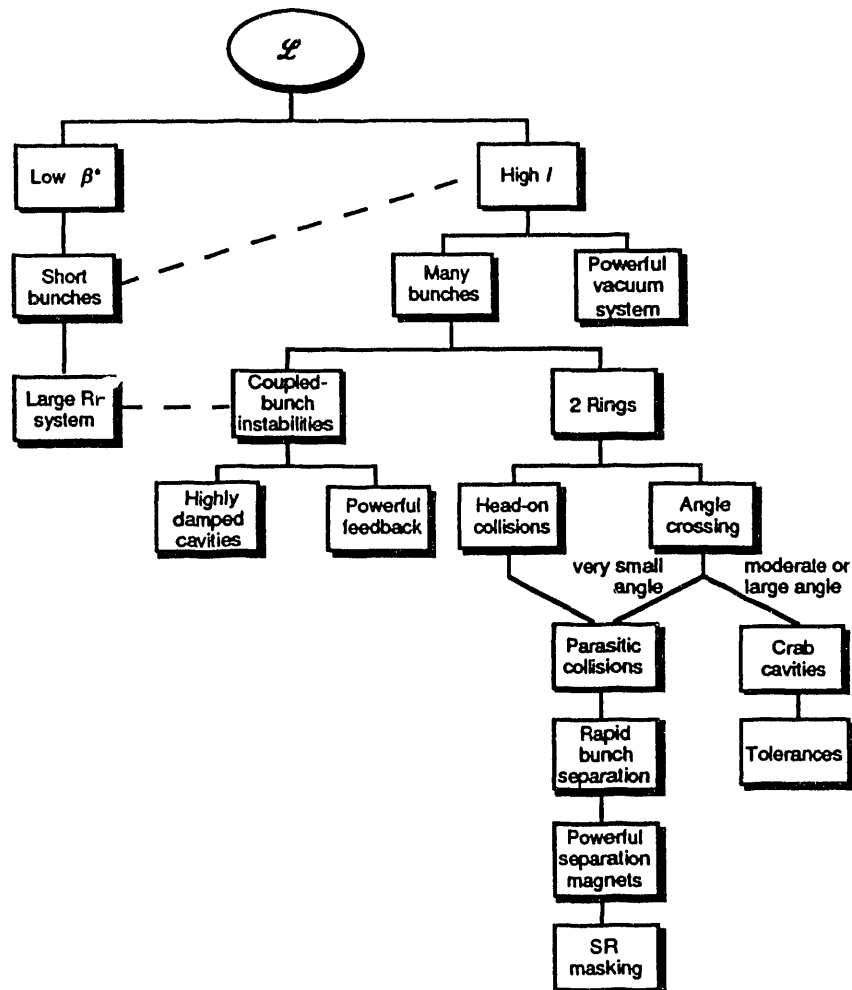 ℒ
Low β*
High I
Short
bunches
Many
bunches
Powerful
vacuum
system
Large RF
system
Coupled-
bunch
instabilities
2 Rings
Highly
damped
cavities
Powerful
feedback
Head-on
collisions
Angle
crossing
very small
angle
moderate or
large angle
Parasitic
collisions
Crab
cavities
Rapid
bunch
separation
Tolerances
Powerful
separation
magnets
SR
masking